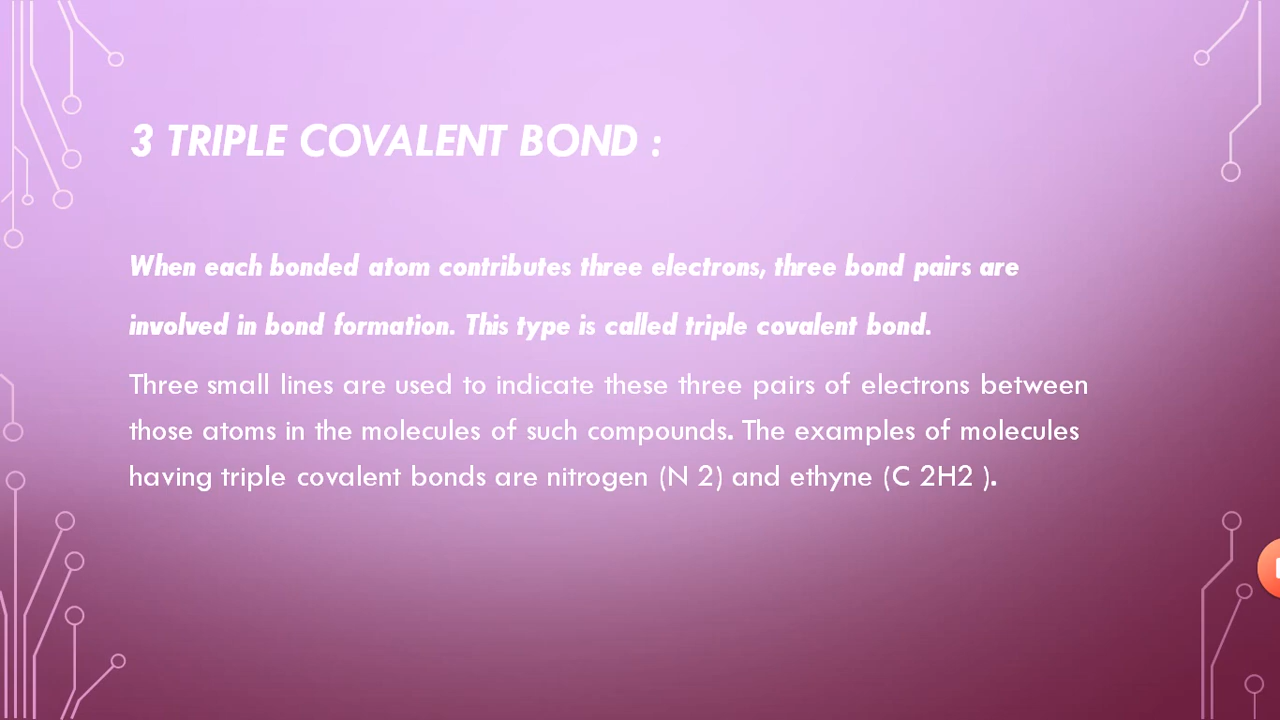 3 TRIPLE COVALENT BOND :
When each bonded atom contributes three electrons, three bond pairs are
involved in bond formation. This type is called triple covalent bond.
Three small lines are used to indicate these three pairs of electrons between
those atoms in the molecules of such compounds. The examples of molecules
having triple covalent bonds are nitrogen (N 2) and ethyne (C 2H2 ).